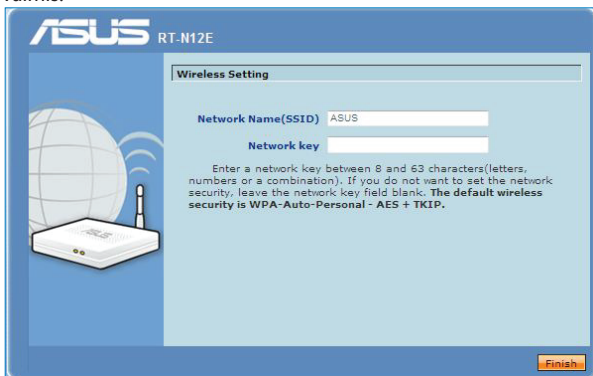 ASUS RT-N12E
Wireless Setting
Network Name(SSID) ASUS
Network key
Enter a network key between 8 and 63 characters(letters,
numbers or a combination). If you do not want to set the network
security, leave the network key field blank. The default wireless
security is WPA-Auto-Personal - AES + TKIP.
ASUS
Finish